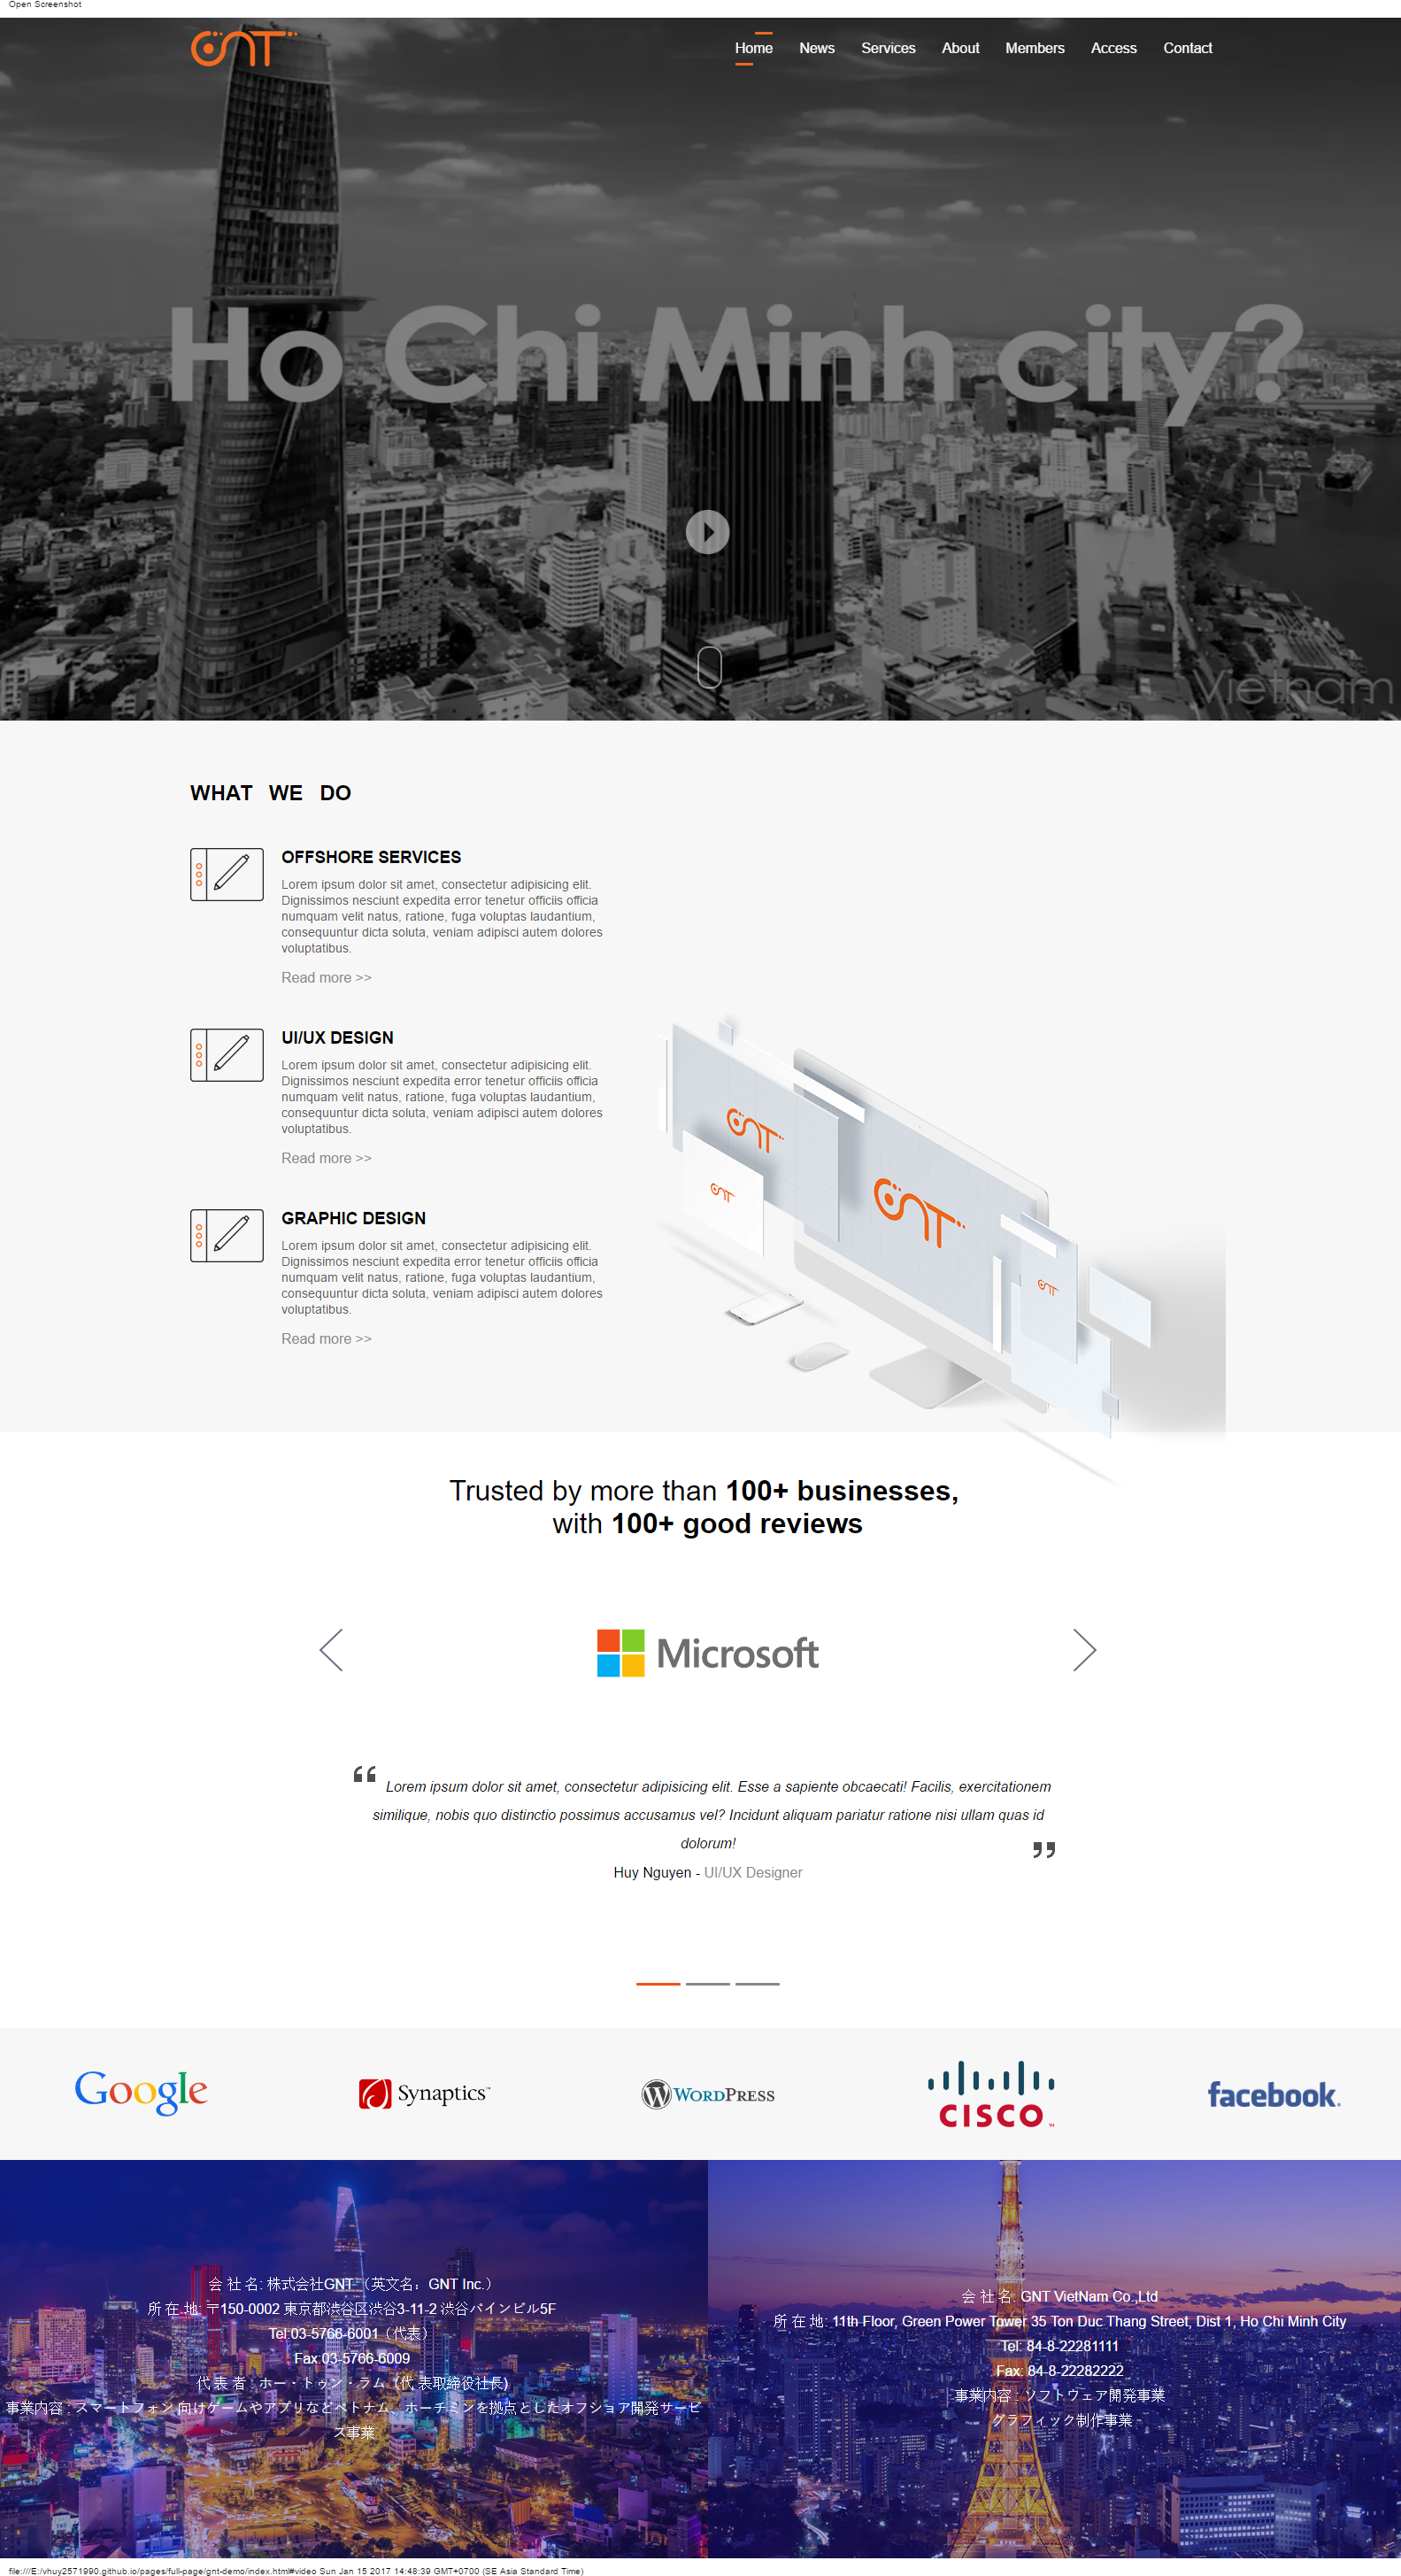 Open Screenshot
GNT
Home News Services About Members Access Contact
Ho Chi Minh city?
Vietnam
WHAT WE DO
OFFSHORE SERVICES
Lorem ipsum dolor sit amet, consectetur adipisicing elit.
Dignissimos nesciunt expedita error tenetur officiis officia
numquam velit natus, ratione, fuga voluptas laudantium,
consequuntur dicta soluta, veniam adipisci autem dolores
voluptatibus.
Read more >>
UI/UX DESIGN
Lorem ipsum dolor sit amet, consectetur adipisicing elit.
Dignissimos nesciunt expedita error tenetur officiis officia
numquam velit natus, ratione, fuga voluptas laudantium,
consequuntur dicta soluta, veniam adipisci autem dolores
voluptatibus.
Read more >>
GRAPHIC DESIGN
Lorem ipsum dolor sit amet, consectetur adipisicing elit.
Dignissimos nesciunt expedita error tenetur officiis officia
numquam velit natus, ratione, fuga voluptas laudantium,
consequuntur dicta soluta, veniam adipisci autem dolores
voluptatibus.
Read more >>
GNT
GNT
GNT
GNT
Trusted by more than 100+ businesses,
with 100+ good reviews
Microsoft
“ Lorem ipsum dolor sit amet, consectetur adipisicing elit. Esse a sapiente obcaecati! Facilis, exercitationem
similique, nobis quo distinctio possimus accusamus vel? Incidunt aliquam pariatur ratione nisi ullam quas id
dolorum! ”
Huy Nguyen - UI/UX Designer
Google Synaptics™ WORDPRESS CISCO™ facebook®
会 社 名: 株式会社GNT （英文名：GNT Inc.）
所 在 地: 〒150-0002 東京都渋谷区渋谷3-11-2 渋谷パインビル5F
Tel:03-5766-6001（代表）
Fax:03-5766-6009
代 表 者 : ホー・トゥン・ラム（代 表取締役社長)
事業内容 : スマートフォン 向けゲームやアプリなどベトナム、ホーチミンを拠点としたオフショア開発サービ
ス事業
会 社 名: GNT VietNam Co.,Ltd
所 在 地: 11th-Floor, Green Power Tower 35 Ton Duc Thang Street, Dist 1, Ho Chi Minh City
Tel: 84-8-22281111
Fax: 84-8-22282222
事業内容 : ソフトウェア開発事業
グラフィック制作事業
file:///E:/vhuy2571990.github.io/pages/full-page/gnt-demo/index.html#video Sun Jan 15 2017 14:48:39 GMT+0700 (SE Asia Standard Time)